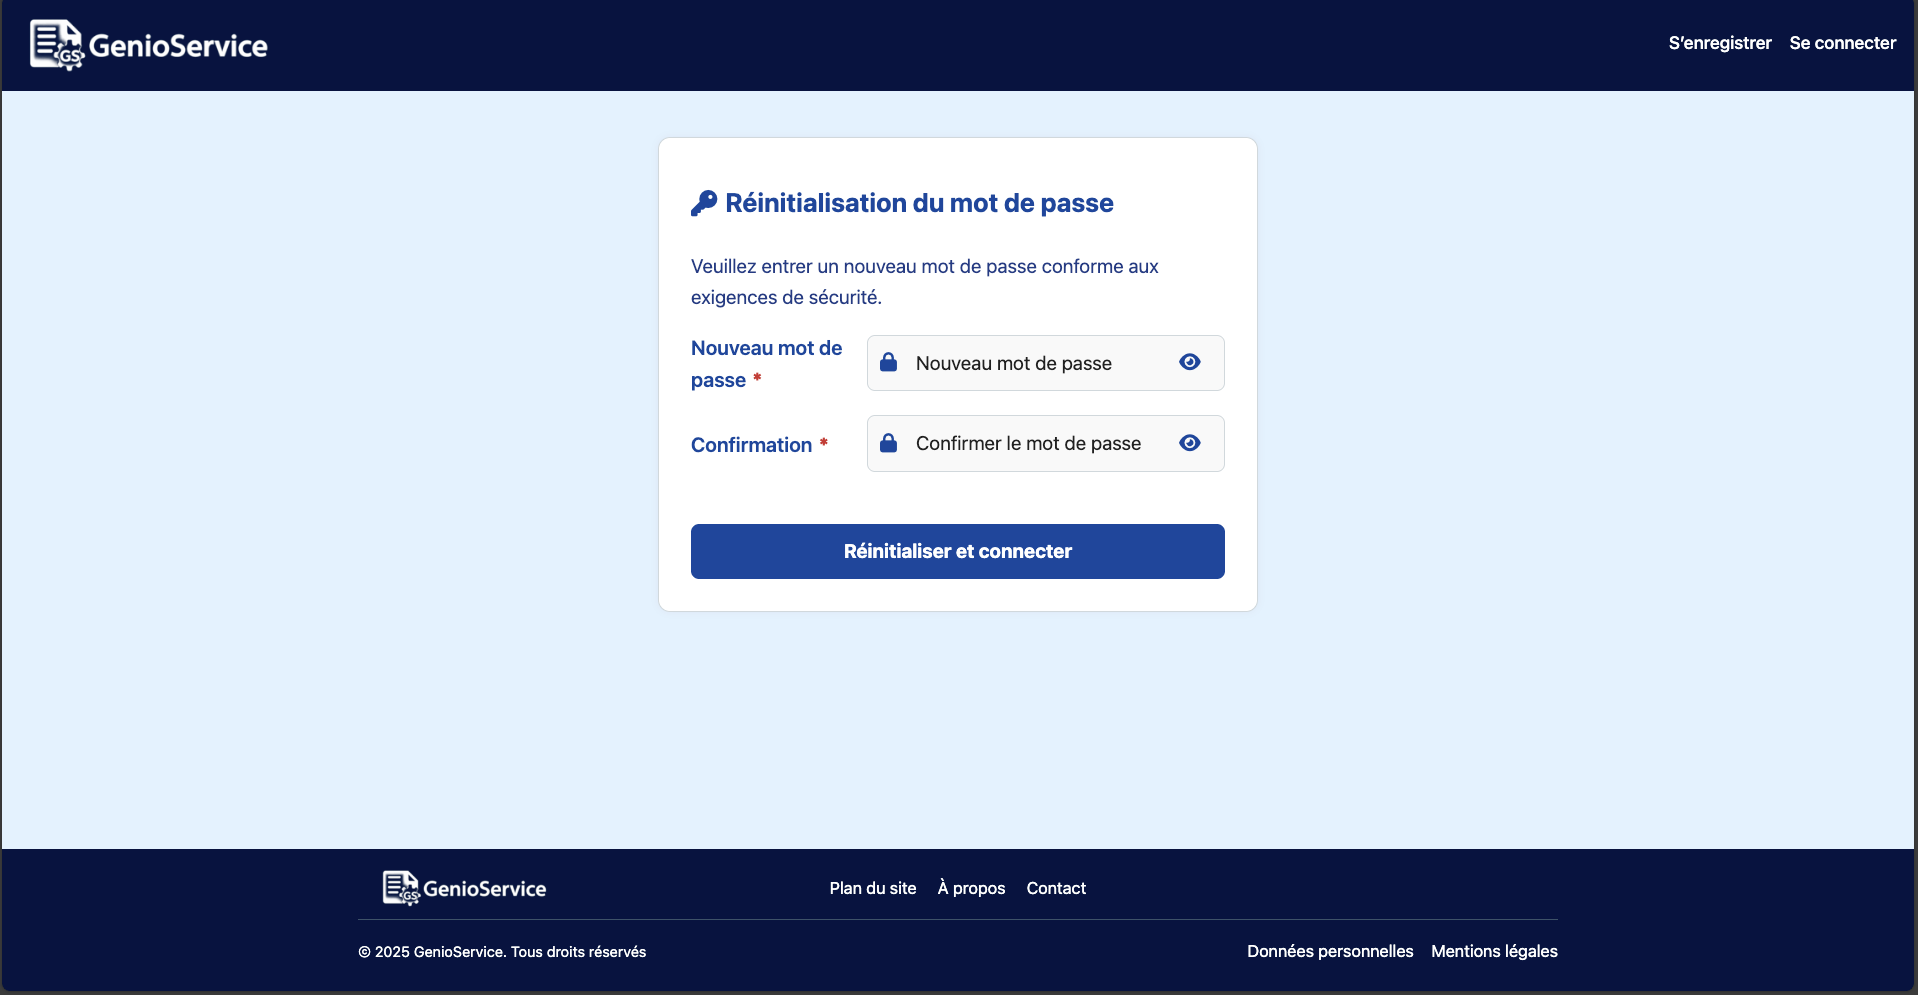 GS GenioService
S'enregistrer Se connecter
Réinitialisation du mot de passe
Veuillez entrer un nouveau mot de passe conforme aux
exigences de sécurité.
Nouveau mot de
passe *
Nouveau mot de passe
Confirmation *
Confirmer le mot de passe
Réinitialiser et connecter
GS GenioService
Plan du site À propos Contact
© 2025 GenioService. Tous droits réservés
Données personnelles Mentions légales